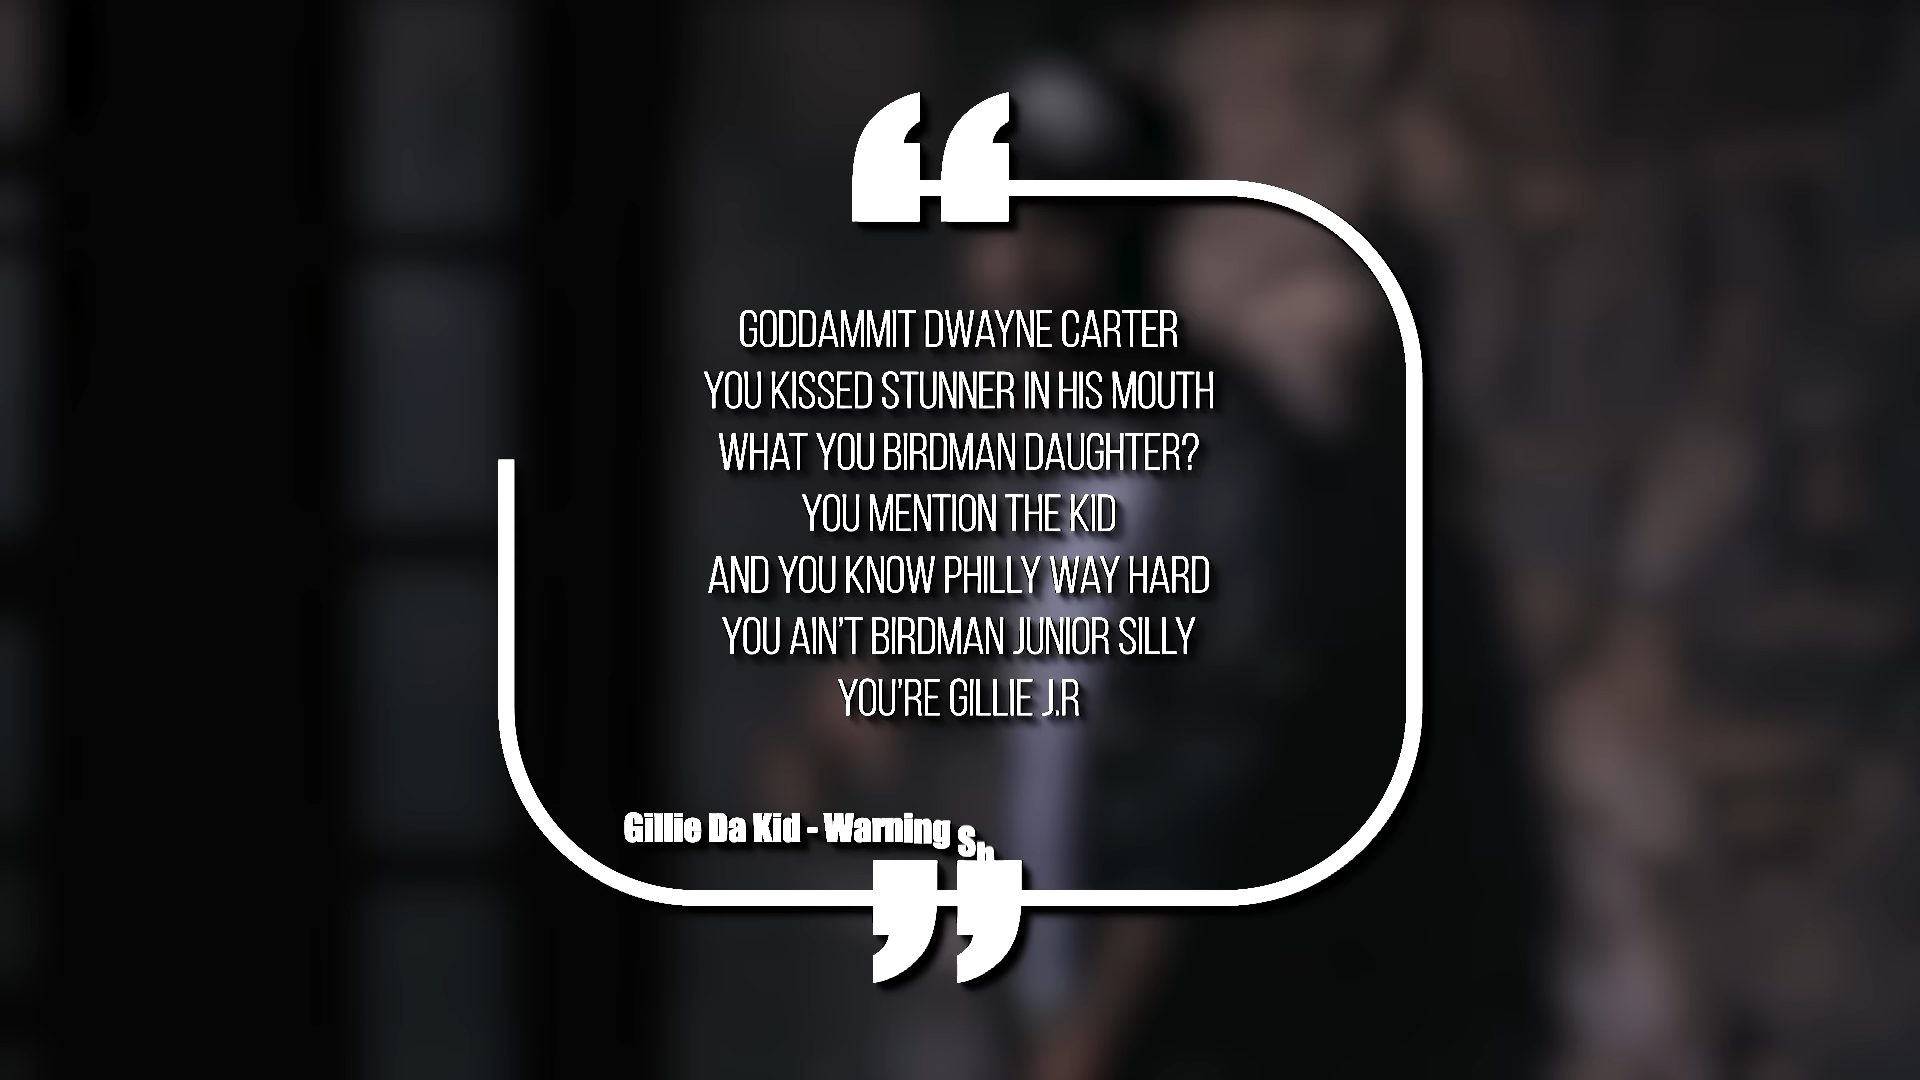 GODDAMMIT DWAYNE CARTER
YOU KISSED STUNNER IN HIS MOUTH
WHAT YOU BIRDMAN DAUGHTER?
YOU MENTION THE KID
AND YOU KNOW PHILLY WAY HARD
YOU AIN'T BIRDMAN JUNIOR SILLY
YOU'RE GILLIE J.R
Gillie Da Kid - Warning